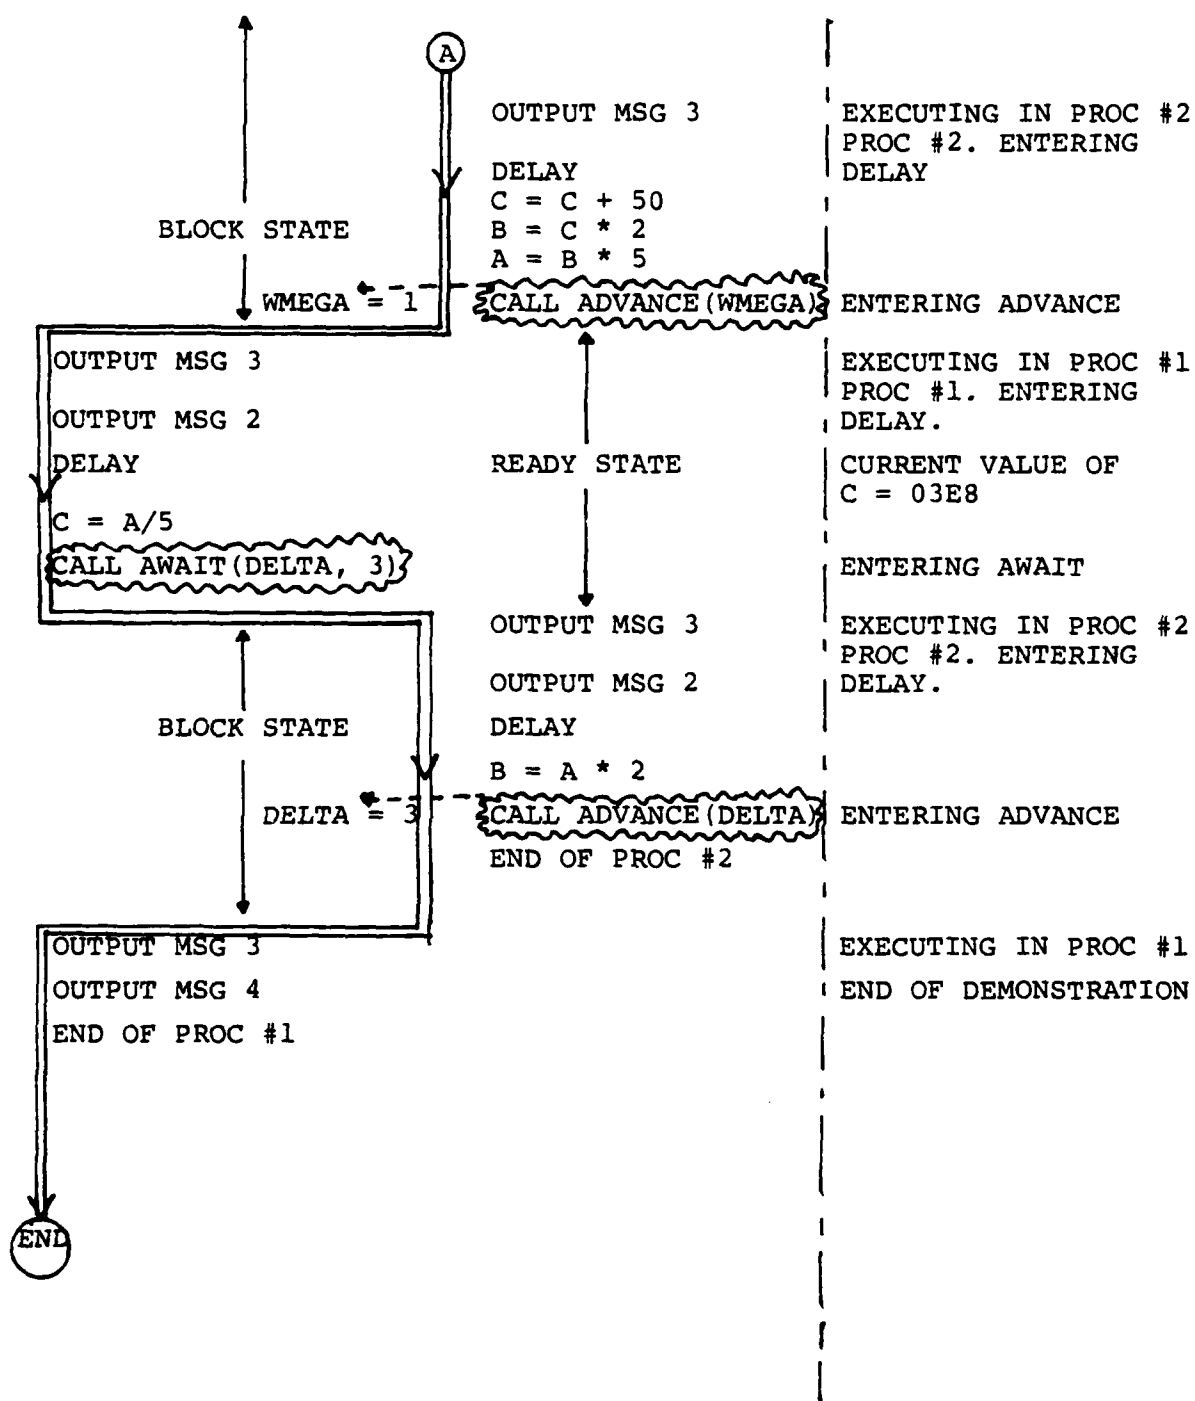 A
OUTPUT MSG 3
EXECUTING IN PROC #2
PROC #2. ENTERING
DELAY
DELAY
C = C + 50
BLOCK STATE
B = C * 2
A = B * 5
WMEGA = 1
CALL ADVANCE(WMEGA)
ENTERING ADVANCE
OUTPUT MSG 3
EXECUTING IN PROC #1
PROC #1. ENTERING
OUTPUT MSG 2
DELAY.
DELAY
READY STATE
CURRENT VALUE OF
C = 03E8
C = A/5
CALL AWAIT(DELTA, 3)
ENTERING AWAIT
OUTPUT MSG 3
EXECUTING IN PROC #2
PROC #2. ENTERING
OUTPUT MSG 2
DELAY.
BLOCK STATE
DELAY
B = A * 2
DELTA = 3
CALL ADVANCE(DELTA)
ENTERING ADVANCE
END OF PROC #2
OUTPUT MSG 3
EXECUTING IN PROC #1
OUTPUT MSG 4
END OF DEMONSTRATION
END OF PROC #1
END